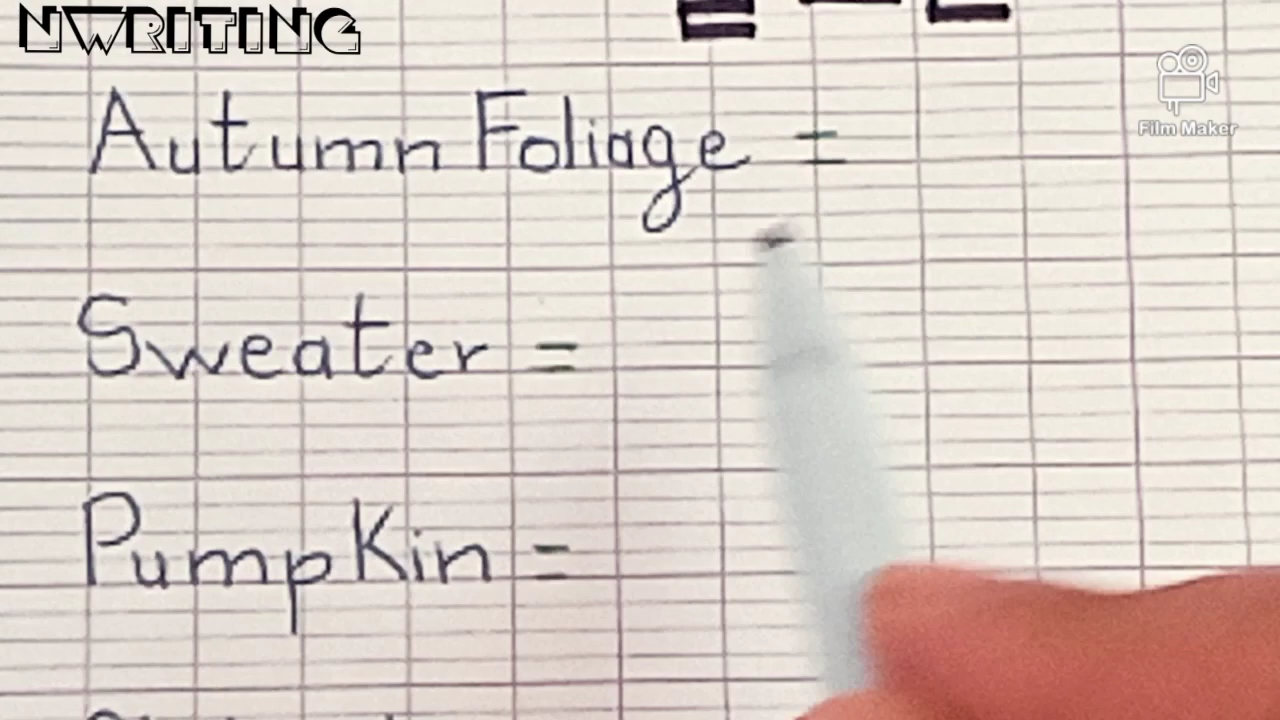 NWRITING
Film Maker
Autumn Foliage =
Sweater =
PumpKin =